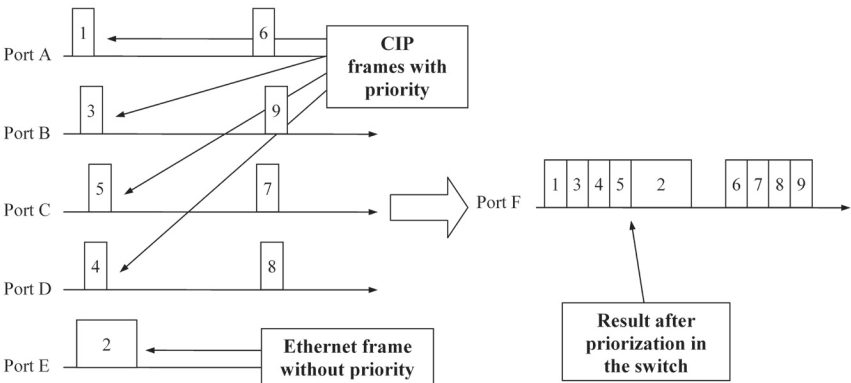 Port A
1
6
CIP
frames with
priority
Port B
3
9
Port C
5
7
Port D
4
8
Port E
2
Ethernet frame
without priority
Port F
1 3 4 5 2 6 7 8 9
Result after
priorization in
the switch